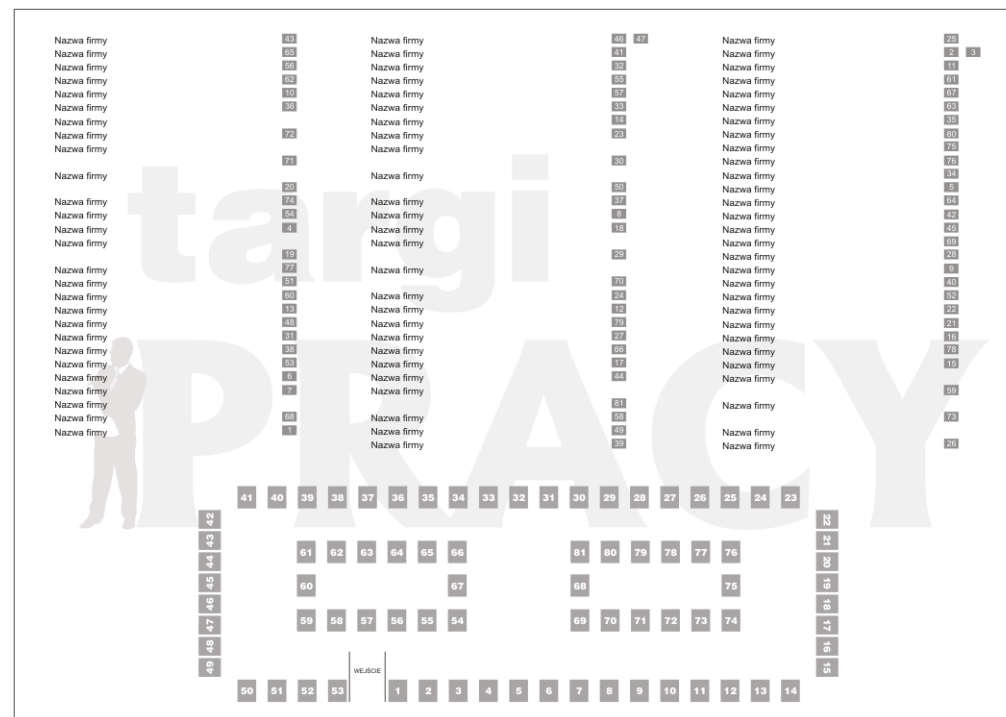 Nazwa firmy 43
Nazwa firmy 65
Nazwa firmy 56
Nazwa firmy 62
Nazwa firmy 10
Nazwa firmy 36
Nazwa firmy
Nazwa firmy 72
Nazwa firmy
71
Nazwa firmy
20
Nazwa firmy 74
Nazwa firmy 54
Nazwa firmy 4
Nazwa firmy
19
Nazwa firmy 77
Nazwa firmy 51
Nazwa firmy 60
Nazwa firmy 13
Nazwa firmy 48
Nazwa firmy 31
Nazwa firmy 38
Nazwa firmy 53
Nazwa firmy 6
Nazwa firmy 7
Nazwa firmy
Nazwa firmy 68
Nazwa firmy 1
Nazwa firmy 46 47
Nazwa firmy 41
Nazwa firmy 32
Nazwa firmy 55
Nazwa firmy 57
Nazwa firmy 33
Nazwa firmy 14
Nazwa firmy 23
Nazwa firmy
30
Nazwa firmy
50
Nazwa firmy 37
Nazwa firmy 8
Nazwa firmy 18
Nazwa firmy
29
Nazwa firmy
70
Nazwa firmy 24
Nazwa firmy 12
Nazwa firmy 79
Nazwa firmy 27
Nazwa firmy 66
Nazwa firmy 17
Nazwa firmy 44
Nazwa firmy
81
Nazwa firmy 58
Nazwa firmy 49
Nazwa firmy 39
Nazwa firmy 25
Nazwa firmy 2 3
Nazwa firmy 11
Nazwa firmy 61
Nazwa firmy 67
Nazwa firmy 63
Nazwa firmy 35
Nazwa firmy 80
Nazwa firmy 75
Nazwa firmy 76
Nazwa firmy 34
Nazwa firmy 5
Nazwa firmy 64
Nazwa firmy 42
Nazwa firmy 45
Nazwa firmy 69
Nazwa firmy 28
Nazwa firmy 9
Nazwa firmy 40
Nazwa firmy 52
Nazwa firmy 22
Nazwa firmy 21
Nazwa firmy 16
Nazwa firmy 78
Nazwa firmy 15
Nazwa firmy
59
Nazwa firmy
73
Nazwa firmy
Nazwa firmy 26
targi
PRACY
41 40 39 38 37 36 35 34 33 32 31 30 29 28 27 26 25 24 23
42 43 44 45 46 47 48 49
61 62 63 64 65 66
60 67
59 58 57 56 55 54
81 80 79 78 77 76
68 75
69 70 71 72 73 74
22 21 20 19 18 17 16 15
WEJŚCIE
50 51 52 53 1 2 3 4 5 6 7 8 9 10 11 12 13 14